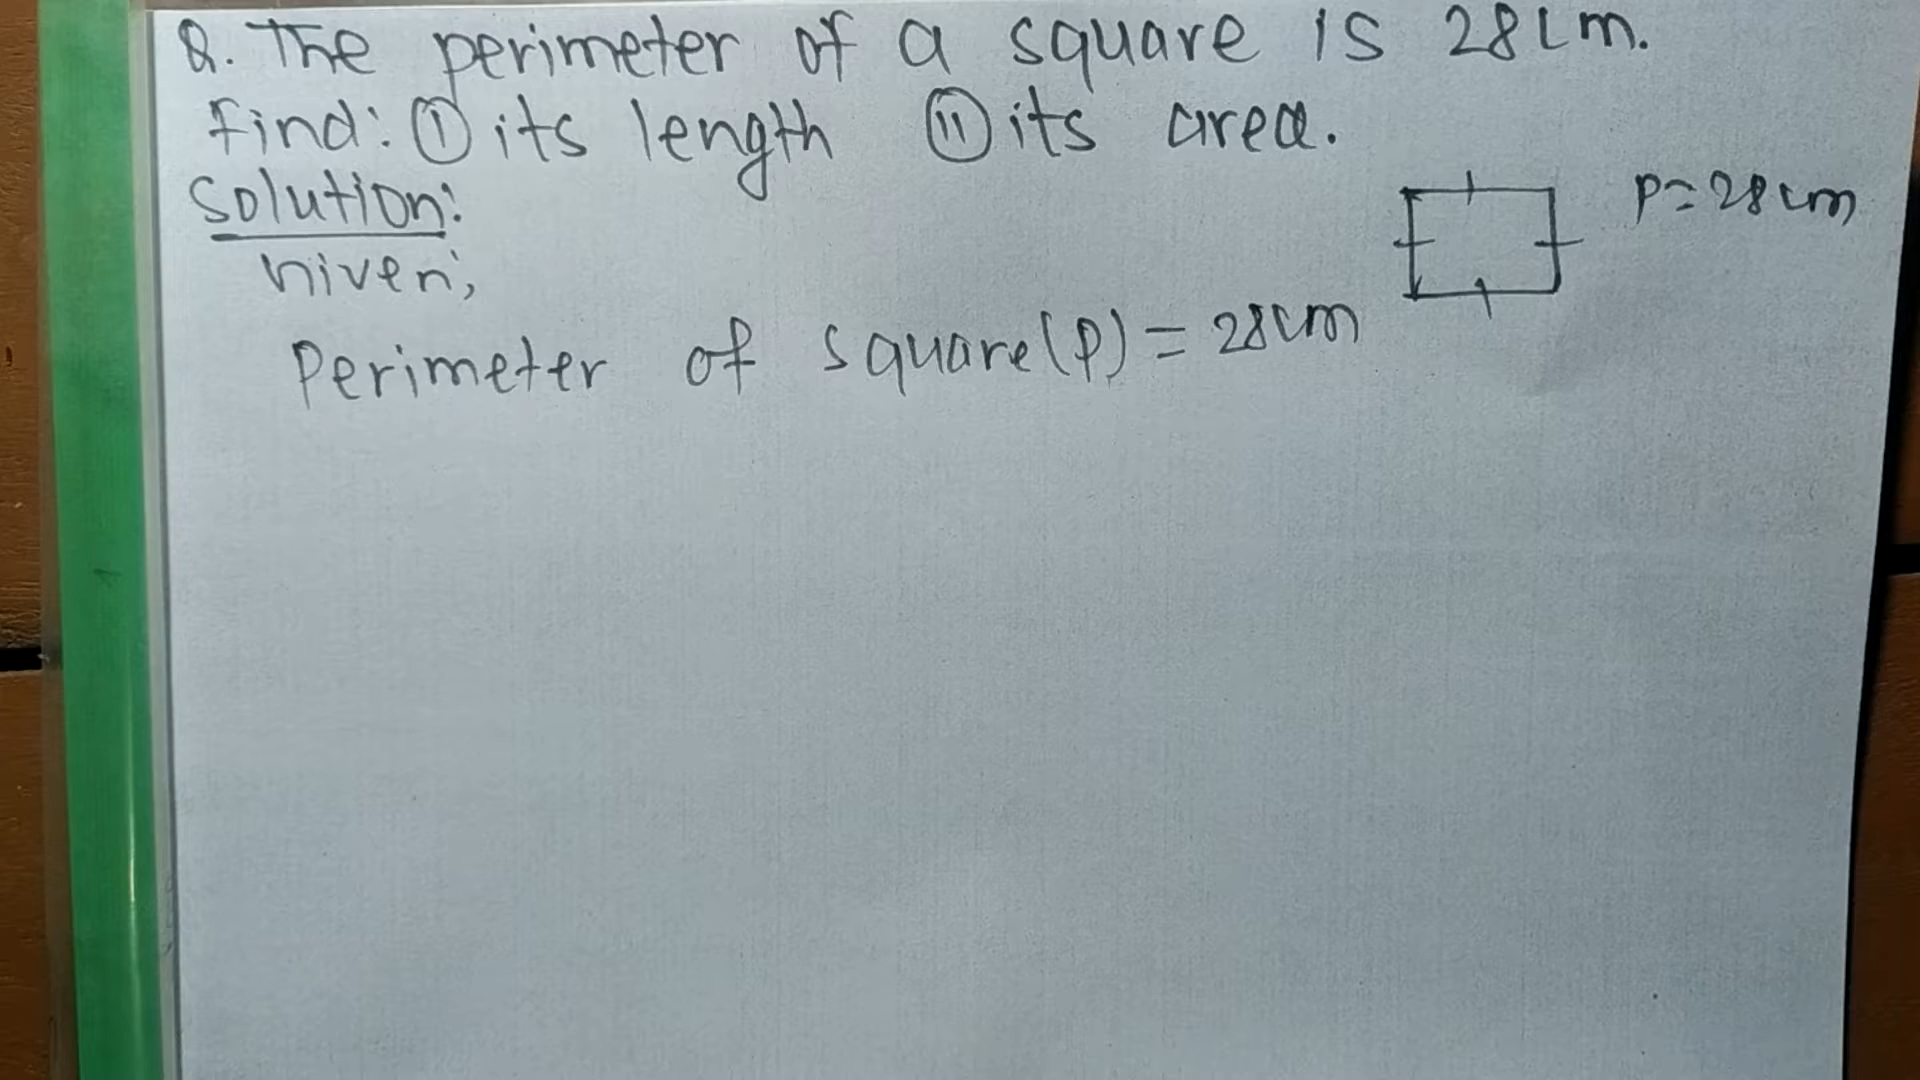 Q. The perimeter of a square is 28cm.
Find: ⓘ its length ⓘⓘ its area.
Solution:
Given,
P=28cm
Perimeter of square(P) = 28cm